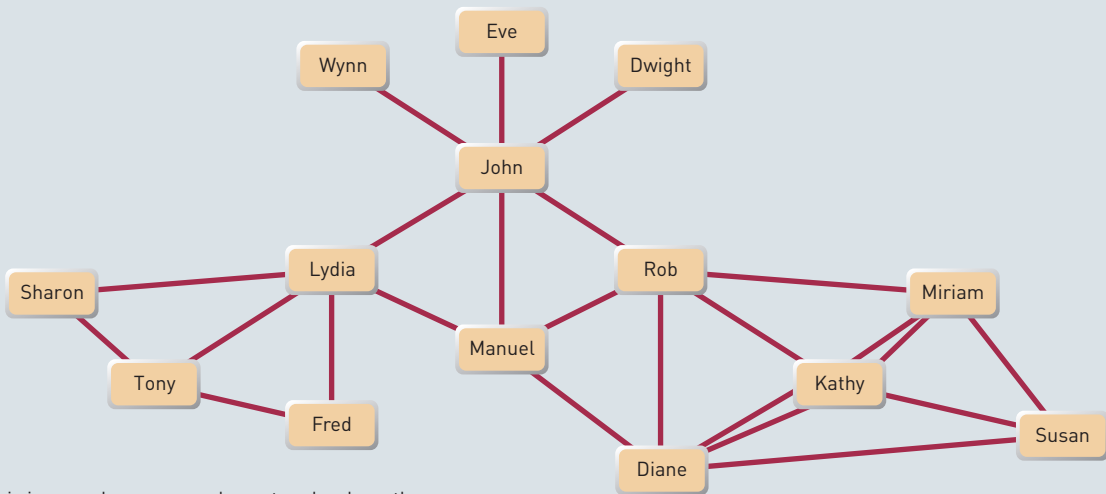 Eve
Wynn
Dwight
John
Lydia
Rob
Sharon
Miriam
Manuel
Tony
Kathy
Fred
Susan
Diane